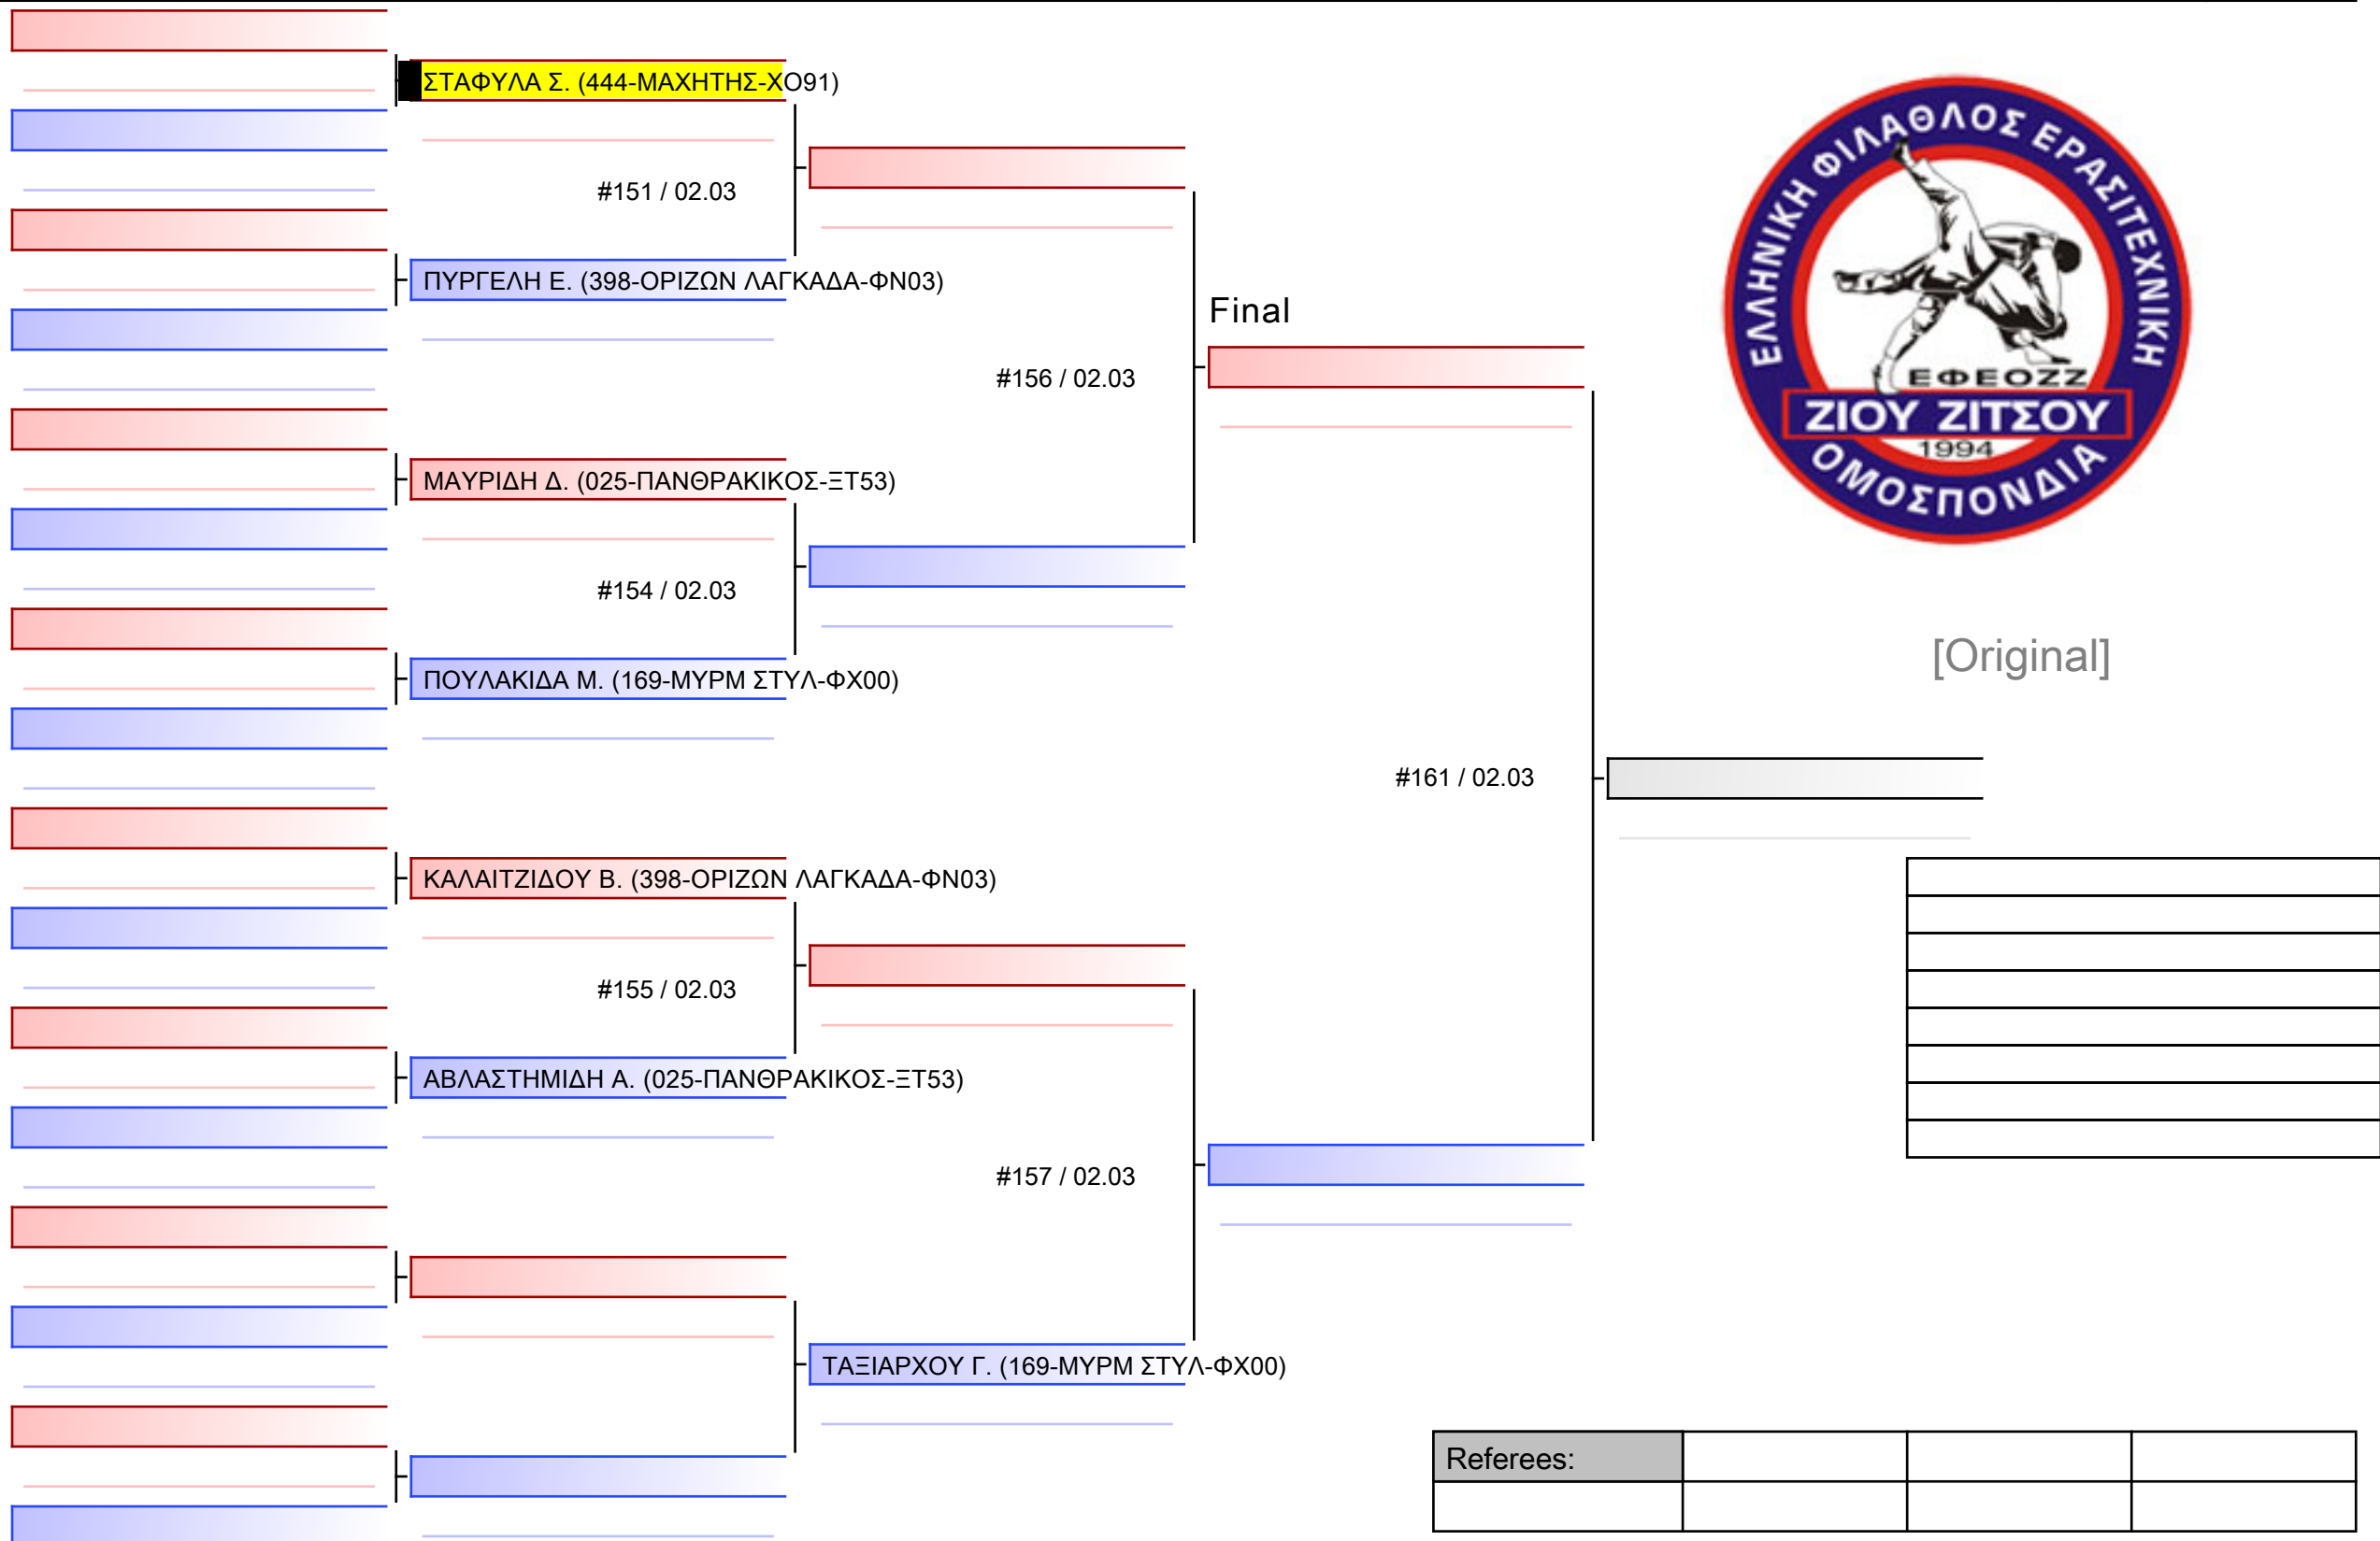 ΣΤΑΦΥΛΑ Σ. (444-ΜΑΧΗΤΗΣ-ΧΟ91)
#151 / 02.03
ΠΥΡΓΕΛΗ Ε. (398-ΟΡΙΖΩΝ ΛΑΓΚΑΔΑ-ΦΝ03)
Final
#156 / 02.03
ΜΑΥΡΙΔΗ Δ. (025-ΠΑΝΘΡΑΚΙΚΟΣ-ΞΤ53)
#154 / 02.03
ΠΟΥΛΑΚΙΔΑ Μ. (169-ΜΥΡΜ ΣΤΥΛ-ΦΧ00)
#161 / 02.03
ΚΑΛΑΙΤΖΙΔΟΥ Β. (398-ΟΡΙΖΩΝ ΛΑΓΚΑΔΑ-ΦΝ03)
#155 / 02.03
ΑΒΛΑΣΤΗΜΙΔΗ Α. (025-ΠΑΝΘΡΑΚΙΚΟΣ-ΞΤ53)
#157 / 02.03
ΤΑΞΙΑΡΧΟΥ Γ. (169-ΜΥΡΜ ΣΤΥΛ-ΦΧ00)
ΕΛΛΗΝΙΚΗ ΦΙΛΑΘΛΟΣ ΕΡΑΣΙΤΕΧΝΙΚΗ
ΕΦΕΟΖΖ
ΖΙΟΥ ΖΙΤΣΟΥ
1994
ΟΜΟΣΠΟΝΔΙΑ
[Original]
Referees: